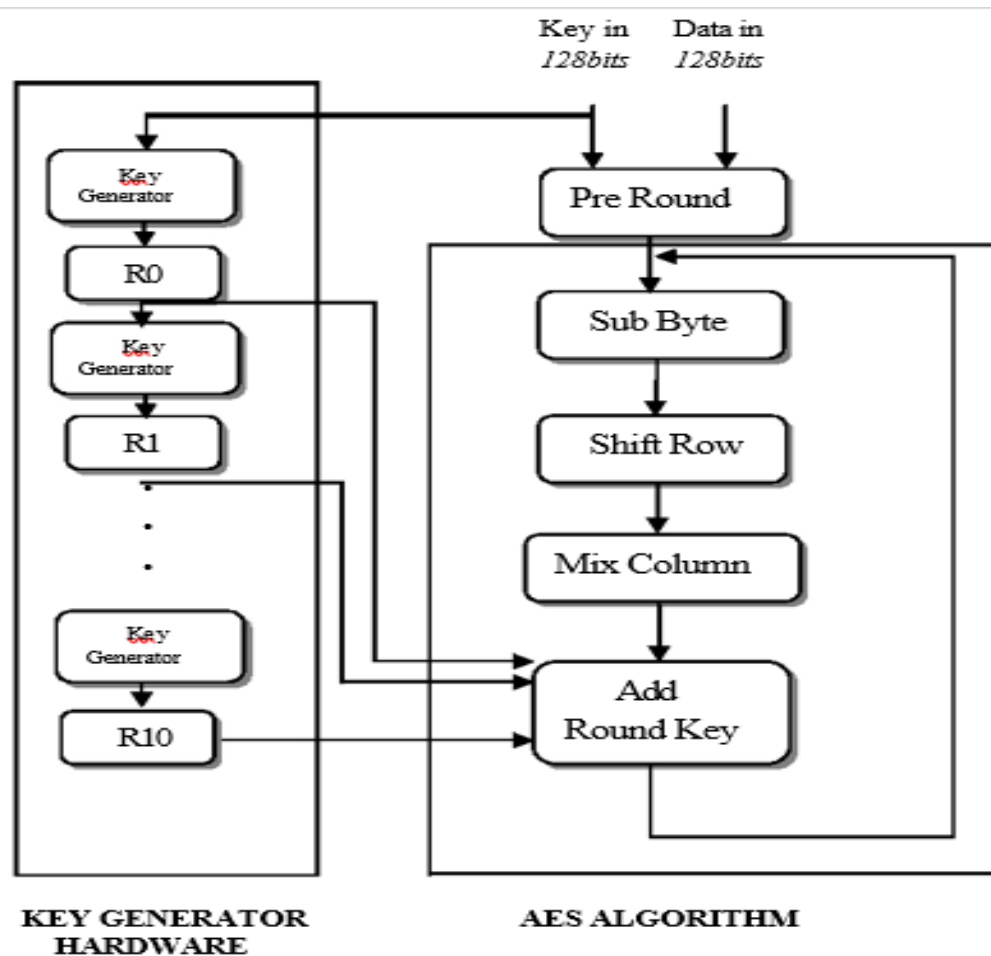 Key in
128bits
Data in
128bits
Key
Generator
R0
Key
Generator
R1
Key
Generator
R10
KEY GENERATOR
HARDWARE
Pre Round
Sub Byte
Shift Row
Mix Column
Add
Round Key
AES ALGORITHM